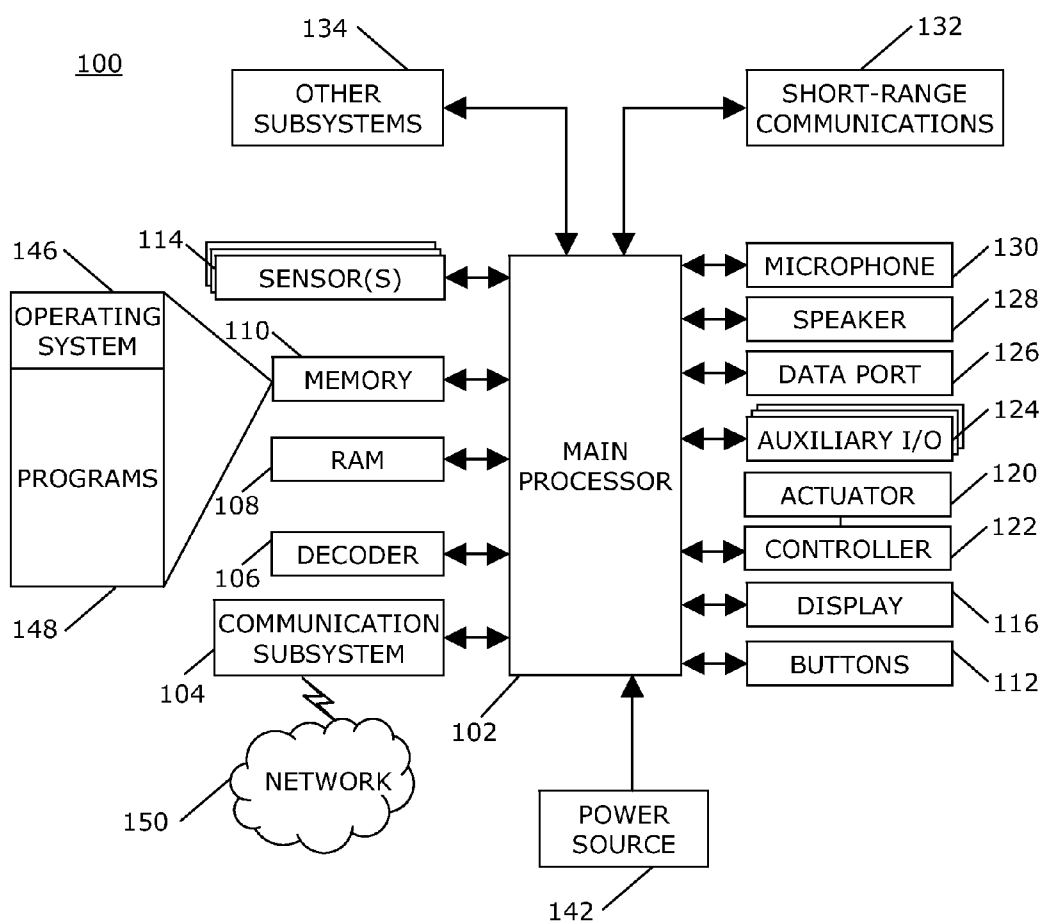 134
132
100
OTHER
SUBSYSTEMS
SHORT-RANGE
COMMUNICATIONS
146
114
SENSOR(S)
MICROPHONE
130
OPERATING
SYSTEM
110
SPEAKER
128
MEMORY
DATA PORT
126
MAIN
PROCESSOR
AUXILIARY I/O
124
PROGRAMS
RAM
108
ACTUATOR
120
DECODER
106
CONTROLLER
122
148
COMMUNICATION
SUBSYSTEM
104
DISPLAY
116
BUTTONS
112
102
NETWORK
150
POWER
SOURCE
142